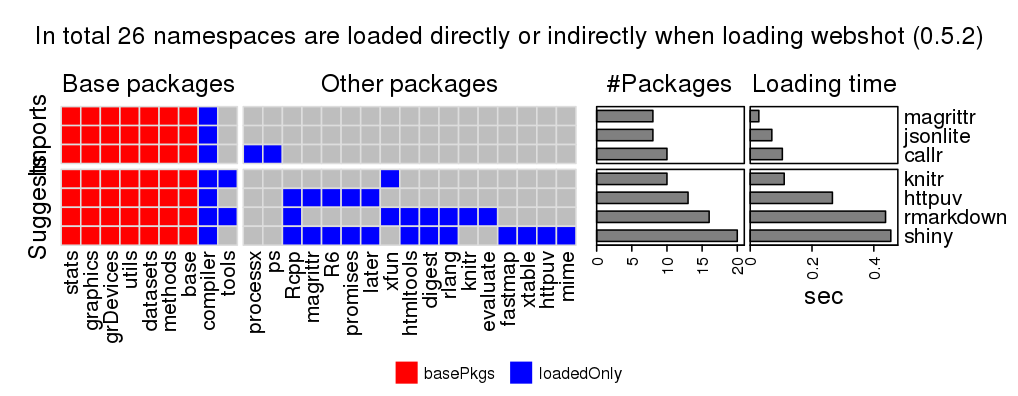 In total 26 namespaces are loaded directly or indirectly when loading webshot (0.5.2)
Base packages
Other packages
#Packages
Loading time
Imports
Suggests
magrittr
jsonlite
callr
knitr
httpuv
rmarkdown
shiny
stats
graphics
grDevices
utils
datasets
methods
base
compiler
tools
processx
ps
Rcpp
magrittr
R6
promises
later
xfun
htmltools
digest
rlang
knitr
evaluate
fastmap
xtable
httpuv
mime
0 5 10 15 20
0 0.2 0.4
sec
basePkgs
loadedOnly